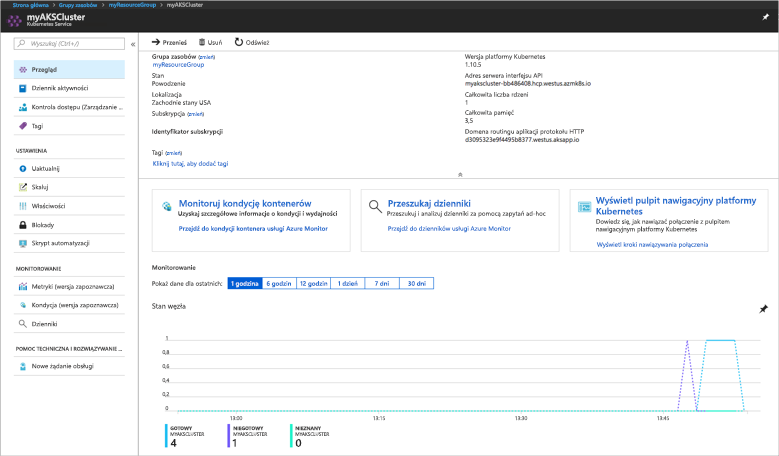 Strona główna > Grupy zasobów > myResourceGroup > myAKSCluster
myAKSCluster
Kubernetes Service
Wyszukaj (Ctrl+/)
«
Przegląd
Dziennik aktywności
Kontrola dostępu (Zarządzanie ...
Tagi
USTAWIENIA
Uaktualnij
Skaluj
Właściwości
Blokady
Skrypt automatyzacji
MONITOROWANIE
Metryki (wersja zapoznawcza)
Kondycja (wersja zapoznawcza)
Dzienniki
POMOC TECHNICZNA I ROZWIĄZYWANIE ...
Nowe żądanie obsługi
Przenieś Usuń Odśwież
Grupa zasobów (zmień)
myResourceGroup
Stan
Powodzenie
Lokalizacja
Zachodnie stany USA
Subskrypcja (zmień)
Identyfikator subskrypcji
Tagi (zmień)
Kliknij tutaj, aby dodać tagi
Wersja platformy Kubernetes
1.10.5
Adres serwera interfejsu API
myakscluster-bb486408.hcp.westus.azmk8s.io
Całkowita liczba rdzeni
1
Całkowita pamięć
3,5
Domena routingu aplikacji protokołu HTTP
d3095323e9f4495b8377.westus.aksapp.io
Monitoruj kondycję kontenerów
Uzyskaj szczegółowe informacje o kondycji i wydajności
Przejdź do kondycji kontenera usługi Azure Monitor
Przeszukaj dzienniki
Przeszukuj i analizuj dzienniki za pomocą zapytań ad-hoc
Przejdź do dzienników usługi Azure Monitor
Wyświetl pulpit nawigacyjny platformy
Kubernetes
Dowiedz się, jak nawiązać połączenie z pulpitem
nawigacyjnym platformy Kubernetes
Wyświetl kroki nawiązywania połączenia
Monitorowanie
Pokaż dane dla ostatnich: 1 godzina 6 godzin 12 godzin 1 dzień 7 dni 30 dni
Stan węzła
1
0,8
0,6
0,4
0,2
0
13:00 13:15 13:30 13:45
GOTOWY
MYAKSCLUSTER
4
NIEGOTOWY
MYAKSCLUSTER
1
NIEZNANY
MYAKSCLUSTER
0